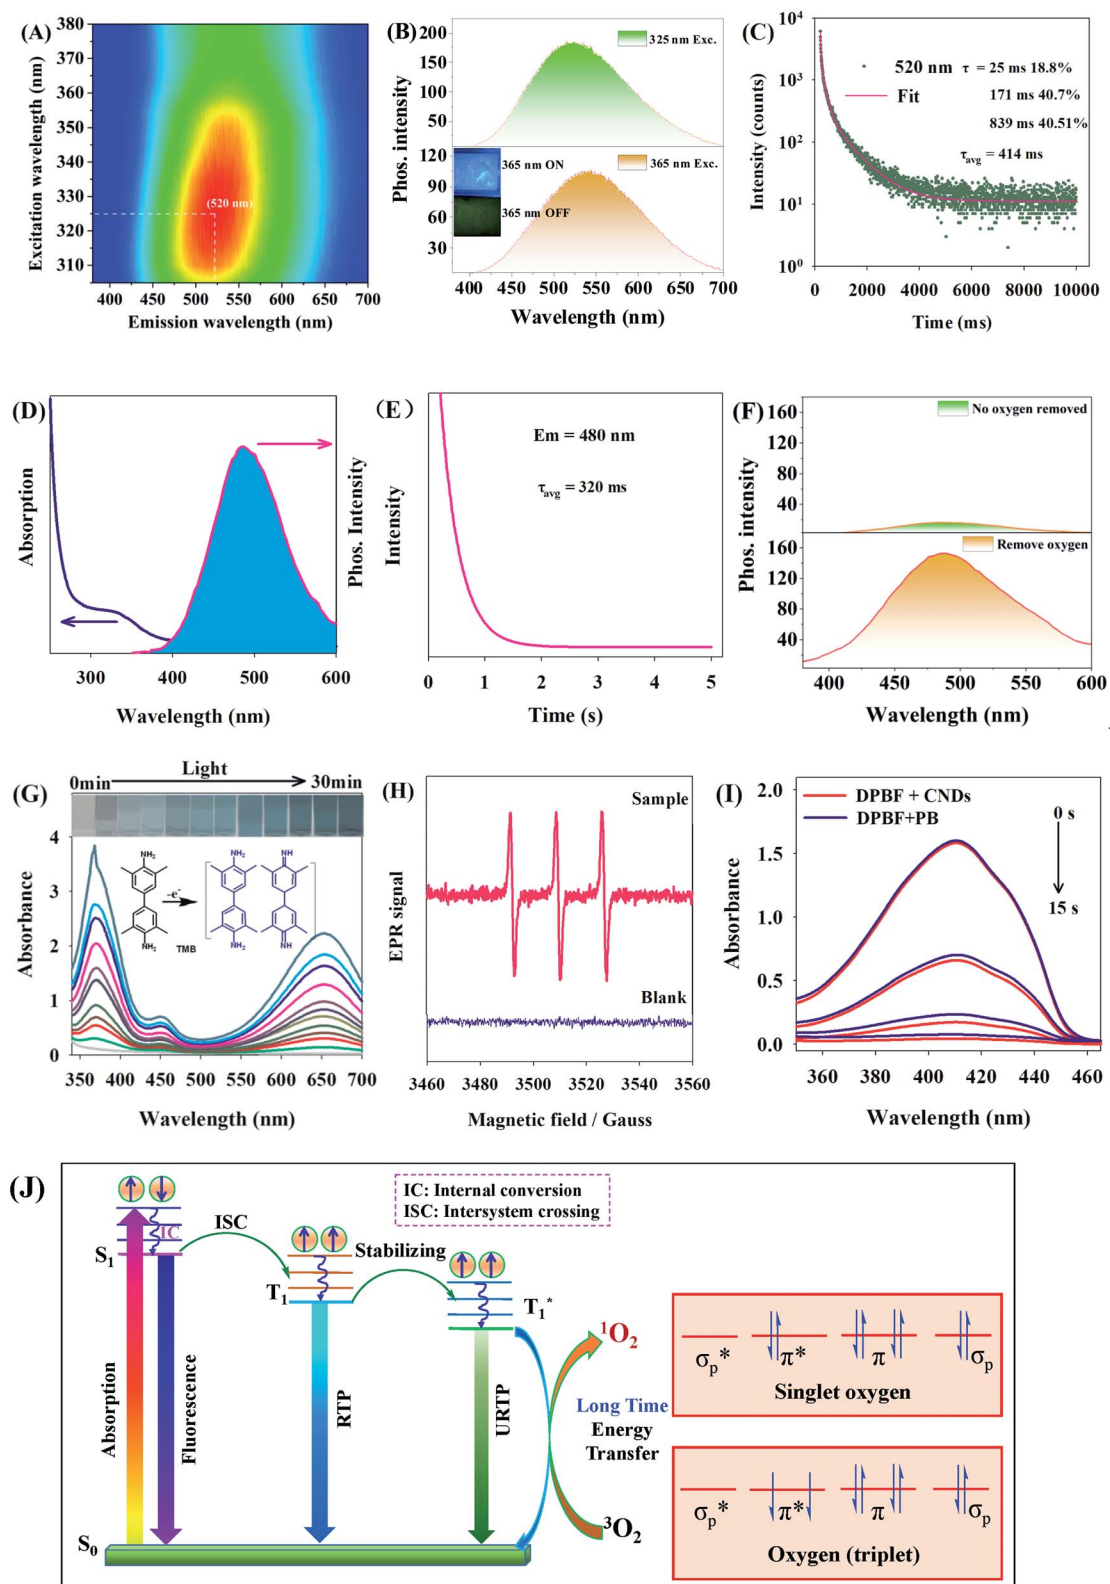 (A)
Excitation wavelength (nm)
380
370
360
350
340
330
320
310
(520 nm)
400 450 500 550 600 650 700
Emission wavelength (nm)
(B)
Phos. intensity
200
150
100
50
325 nm Exc.
120
90
60
30
365 nm ON
365 nm OFF
365 nm Exc.
400 450 500 550 600 650 700
Wavelength (nm)
(C)
Intensity (counts)
10⁴
10³
10²
10¹
10⁰
520 nm τ = 25 ms 18.8%
Fit 171 ms 40.7%
839 ms 40.51%
τavg = 414 ms
0 2000 4000 6000 8000 10000
Time (ms)
(D)
Absorption
Phos. Intensity
300 400 500 600
Wavelength (nm)
(E)
Intensity
Em = 480 nm
τavg = 320 ms
0 1 2 3 4 5
Time (s)
(F)
Phos. intensity
160
120
80
40
No oxygen removed
160
120
80
40
Remove oxygen
400 450 500 550 600
Wavelength (nm)
(G)
0min Light 30min
Absorbance
4
3
2
1
0
NH₂
NH₂
TMB
-e⁻
NH₂ NH
NH₂ NH
350 400 450 500 550 600 650 700
Wavelength (nm)
(H)
EPR signal
Sample
Blank
3460 3480 3500 3520 3540 3560
Magnetic field / Gauss
(I)
Absorbance
2.0
1.5
1.0
0.5
0.0
DPBF + CNDs
DPBF+PB
0 s
15 s
360 380 400 420 440 460
Wavelength (nm)
(J)
IC: Internal conversion
ISC: Intersystem crossing
IC
ISC
S₁
Stabilizing
T₁
T₁*
Absorption
Fluorescence
RTP
URTP
S₀
¹O₂
Long Time
Energy
Transfer
³O₂
σp* π* π σp
Singlet oxygen
σp* π* π σp
Oxygen (triplet)